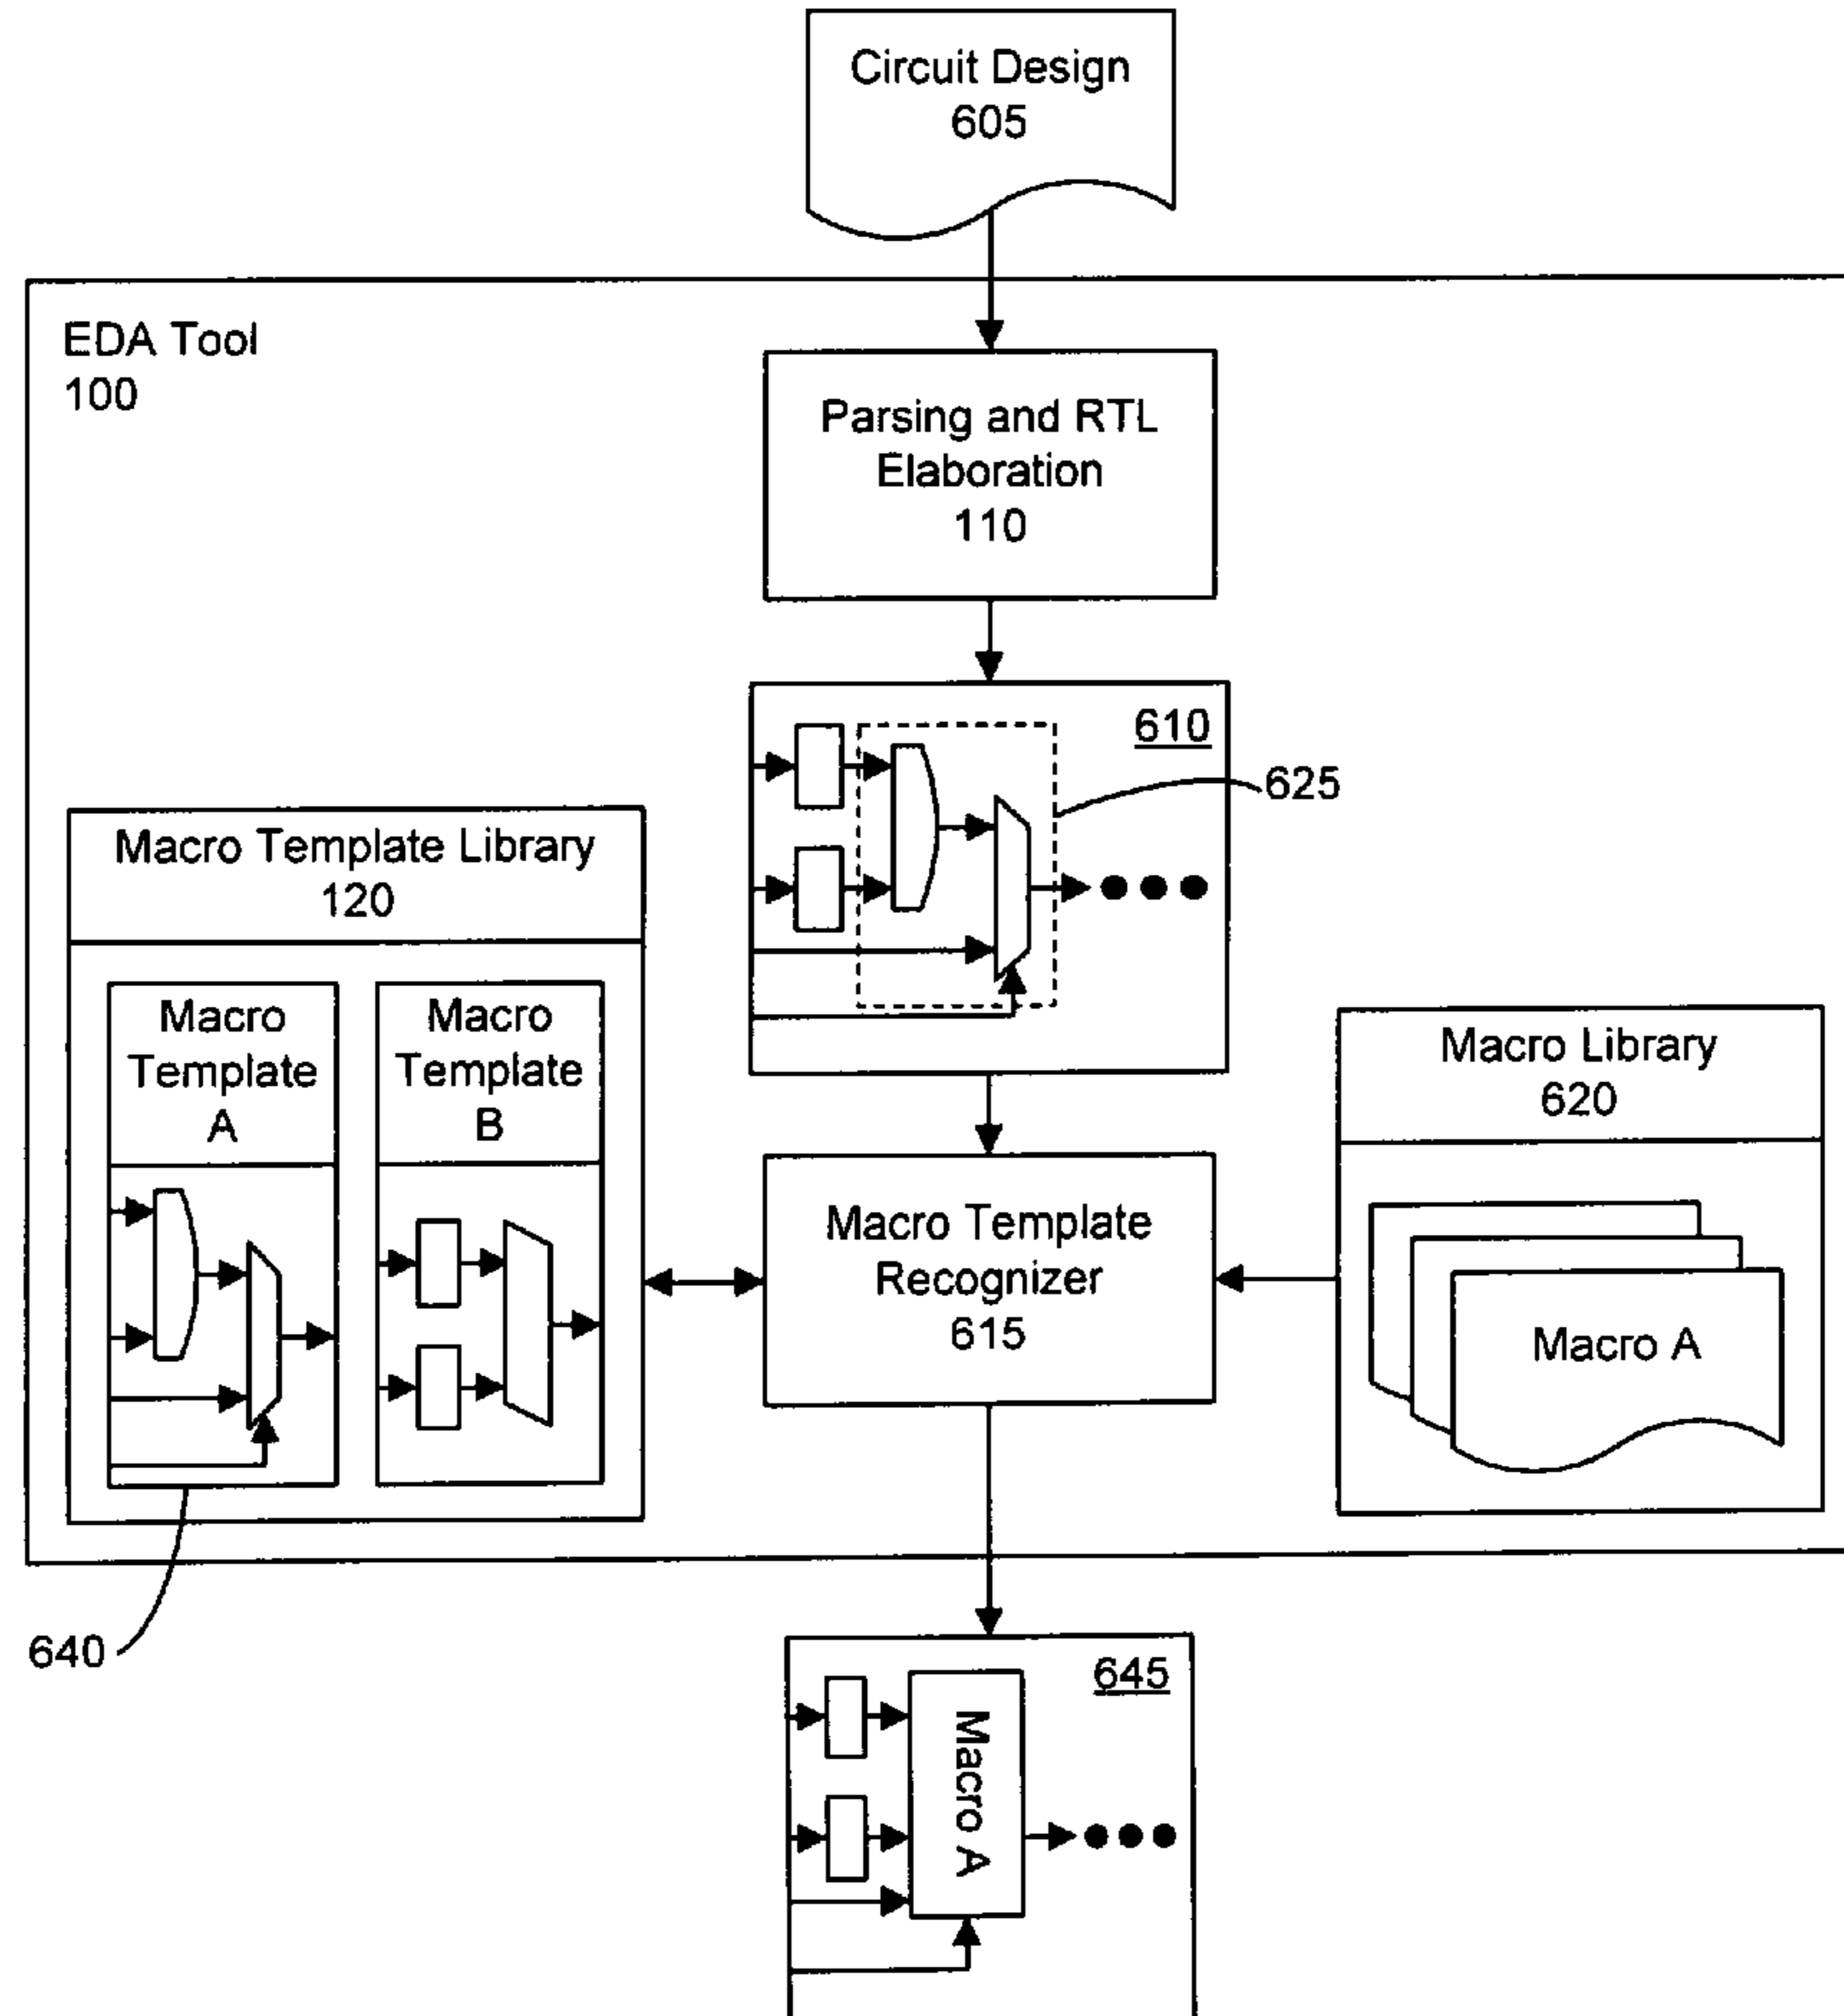 Circuit Design
605
EDA Tool
100
Parsing and RTL
Elaboration
110
610
625
Macro Template Library
120
Macro
Template
A
Macro
Template
B
Macro Library
620
Macro Template
Recognizer
615
Macro A
640
645
Macro A